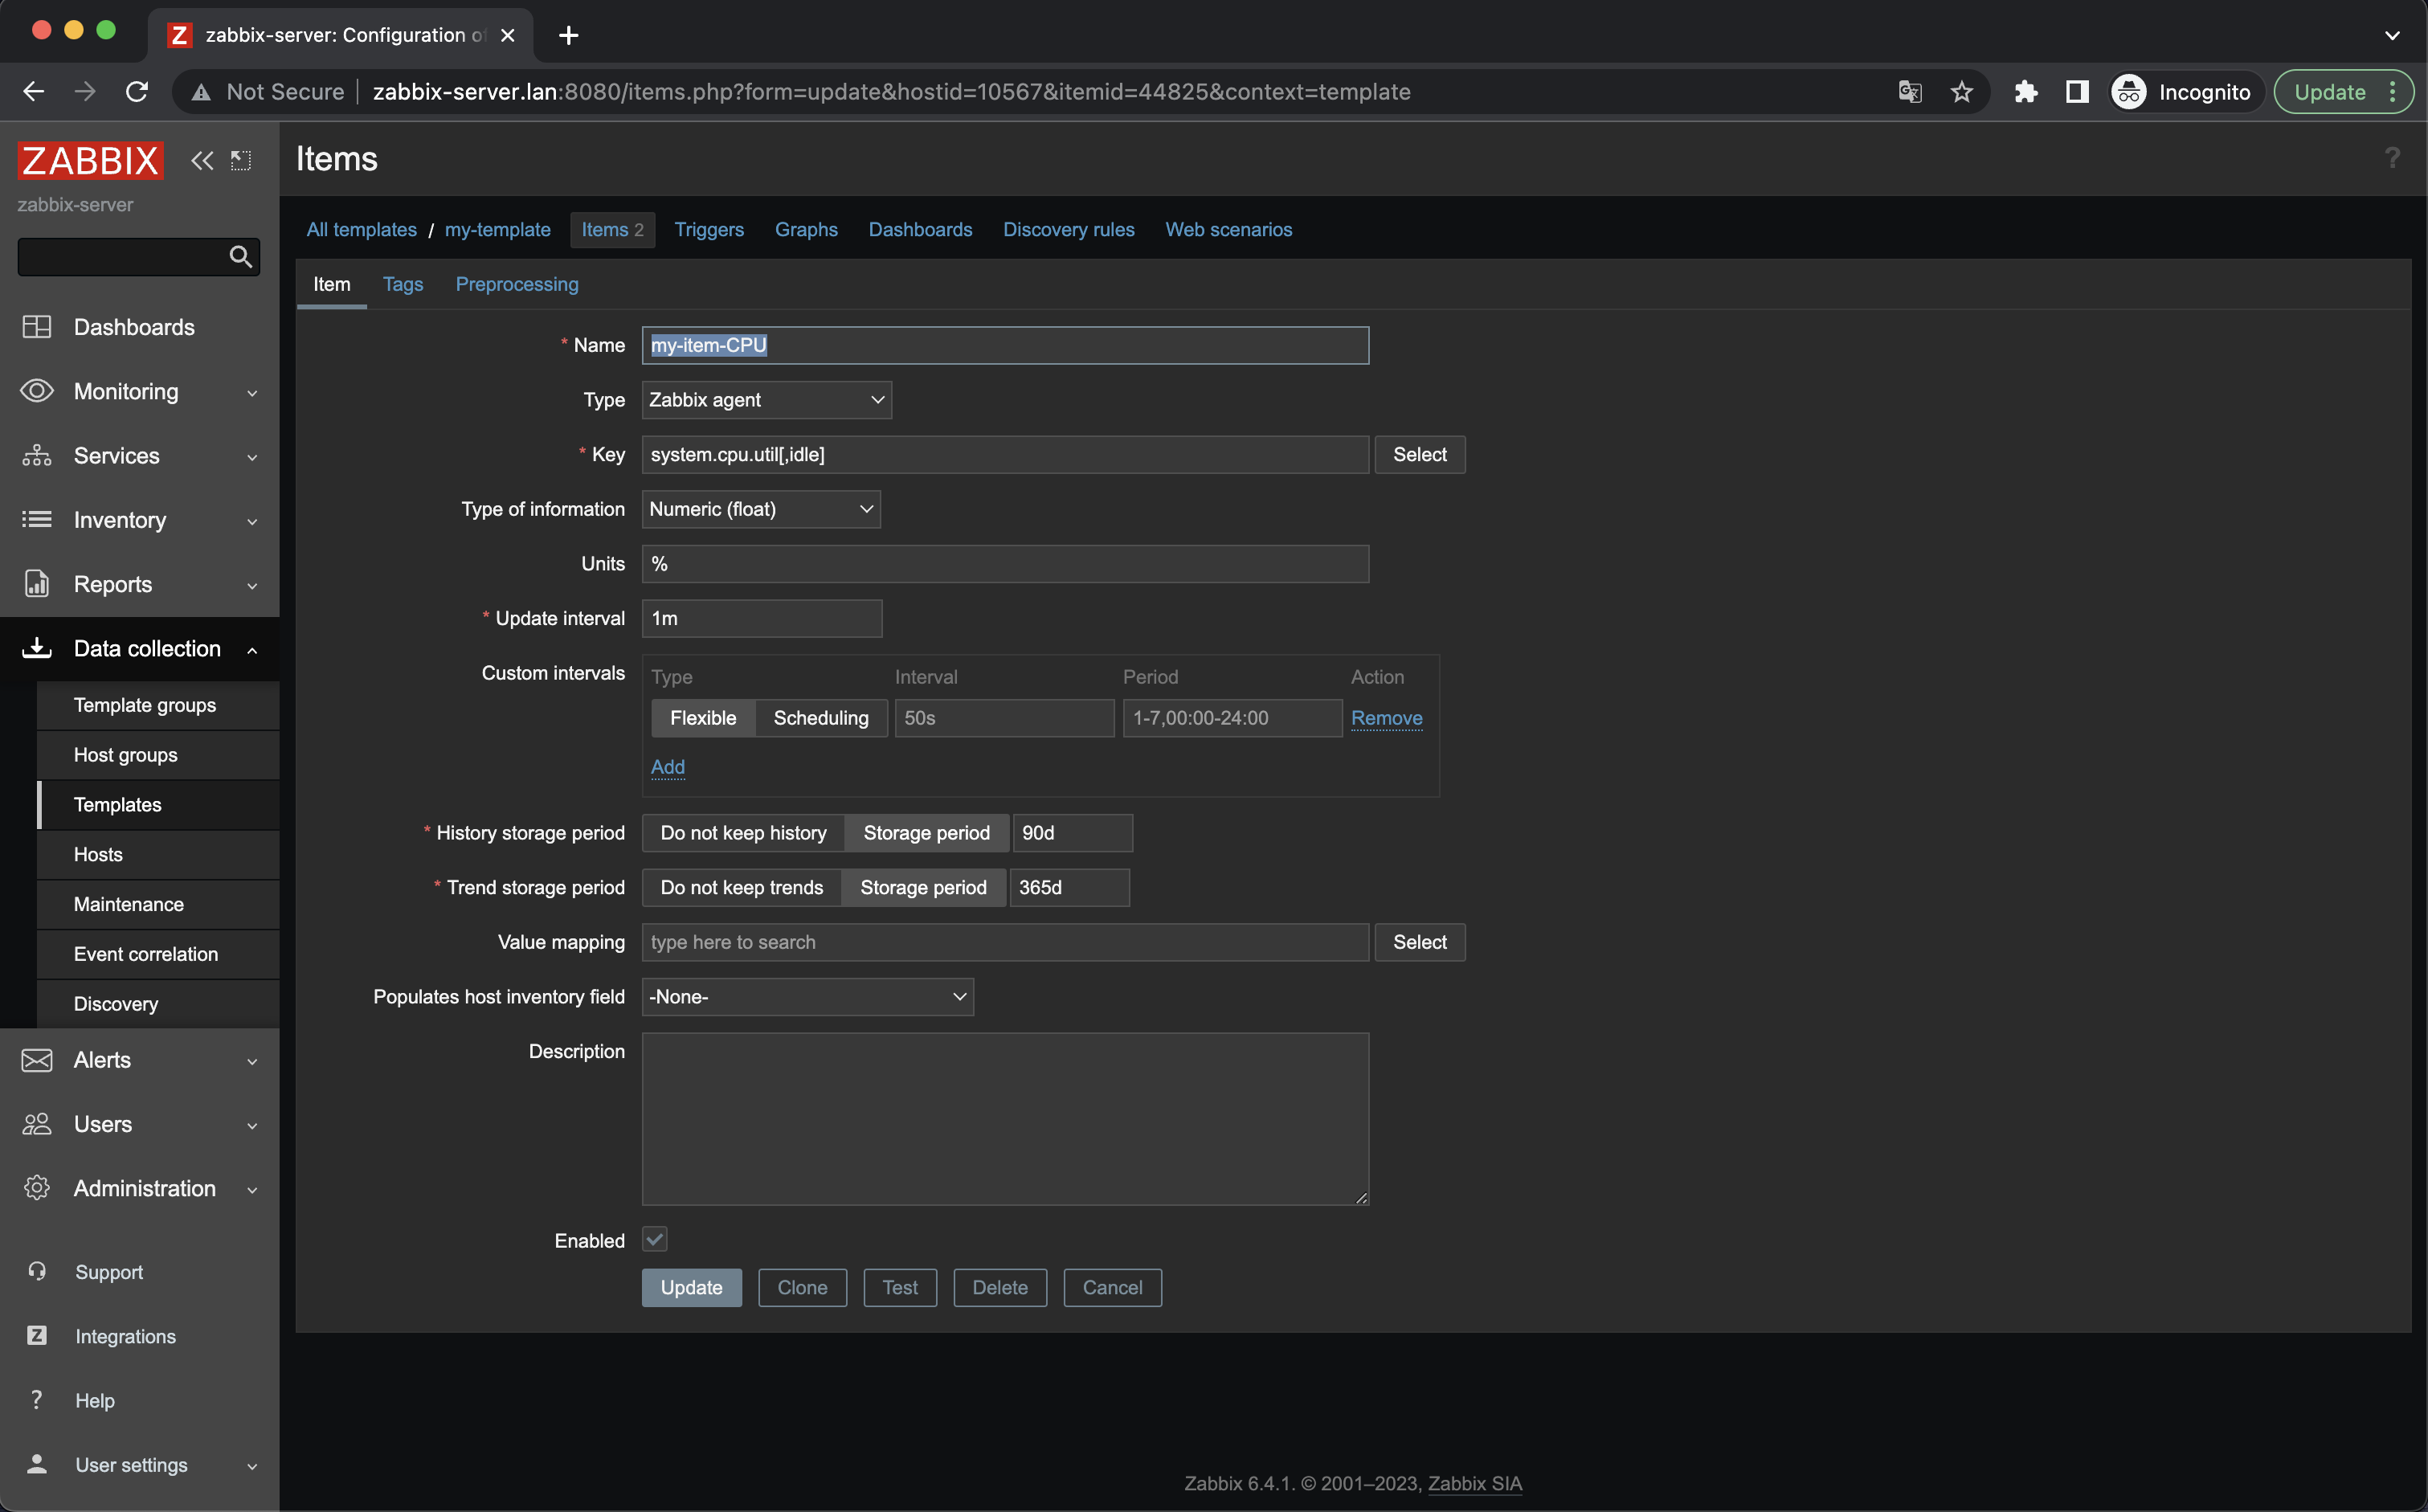 zabbix-server: Configuration o
Not Secure
zabbix-server.lan:8080/items.php?form=update&hostid=10567&itemid=44825&context=template
Incognito
Update
ZABBIX
zabbix-server
Dashboards
Monitoring
Services
Inventory
Reports
Data collection
Template groups
Host groups
Templates
Hosts
Maintenance
Event correlation
Discovery
Alerts
Users
Administration
Support
Integrations
Help
User settings
Items
?
All templates / my-template Items 2 Triggers Graphs Dashboards Discovery rules Web scenarios
Item Tags Preprocessing
* Name my-item-CPU
Type Zabbix agent
* Key system.cpu.util[,idle] Select
Type of information Numeric (float)
Units %
* Update interval 1m
Custom intervals Type Interval Period Action
Flexible Scheduling 50s 1-7,00:00-24:00 Remove
Add
* History storage period Do not keep history Storage period 90d
* Trend storage period Do not keep trends Storage period 365d
Value mapping type here to search Select
Populates host inventory field -None-
Description
Enabled
Update Clone Test Delete Cancel
Zabbix 6.4.1. © 2001–2023, Zabbix SIA